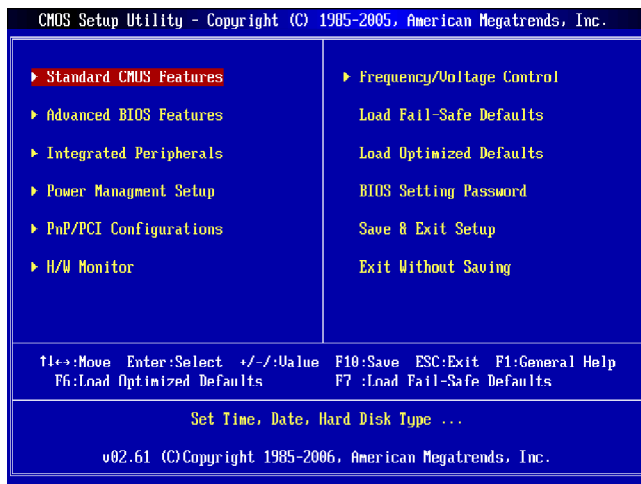 CMOS Setup Utility - Copyright (C) 1985-2005, American Megatrends, Inc.
Standard CMOS Features
Advanced BIOS Features
Integrated Peripherals
Power Managment Setup
PnP/PCI Configurations
H/W Monitor
Frequency/Voltage Control
Load Fail-Safe Defaults
Load Optimized Defaults
BIOS Setting Password
Save & Exit Setup
Exit Without Saving
↑↓↔:Move Enter:Select +/-/:Value F10:Save ESC:Exit F1:General Help
F6:Load Optimized Defaults F7 :Load Fail-Safe Defaults
Set Time, Date, Hard Disk Type ...
v02.61 (C)Copyright 1985-2006, American Megatrends, Inc.